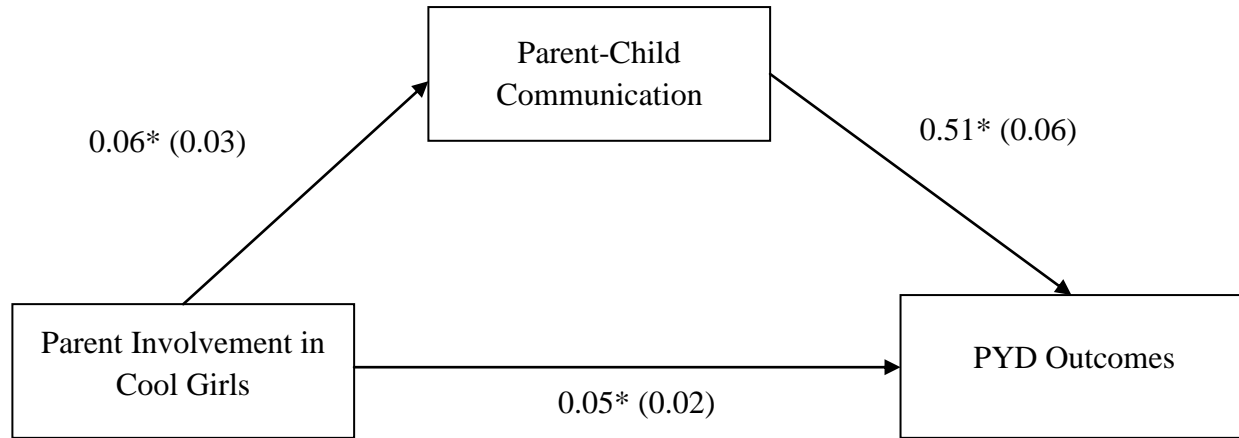 Parent-Child
Communication
0.06* (0.03)
0.51* (0.06)
Parent Involvement in
Cool Girls
PYD Outcomes
0.05* (0.02)